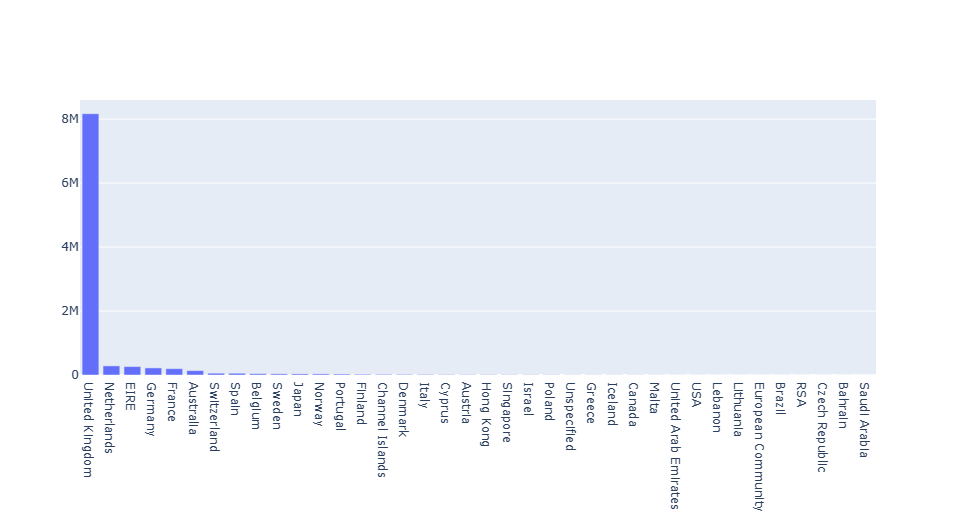 8M
6M
4M
2M
0
United Kingdom
Netherlands
EIRE
Germany
France
Australia
Switzerland
Spain
Belgium
Sweden
Japan
Norway
Portugal
Finland
Channel Islands
Denmark
Italy
Cyprus
Austria
Hong Kong
Singapore
Israel
Poland
Unspecified
Greece
Iceland
Canada
Malta
United Arab Emirates
USA
Lebanon
Lithuania
European Community
Brazil
RSA
Czech Republic
Bahrain
Saudi Arabia